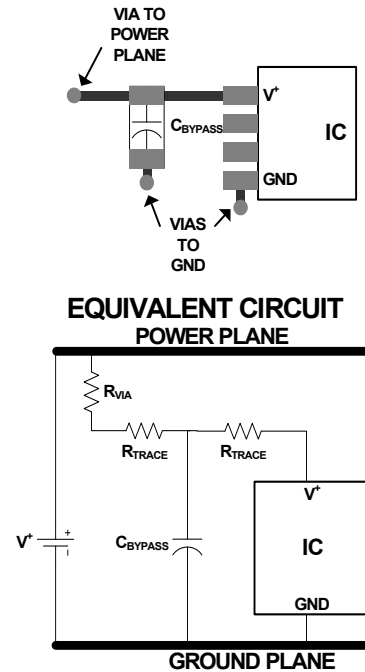 VIA TO
POWER
PLANE
V+
CBYPASS
IC
GND
VIAS
TO
GND
EQUIVALENT CIRCUIT
POWER PLANE
RVIA
RTRACE
RTRACE
V+
V+
+
-
CBYPASS
IC
GND
GROUND PLANE